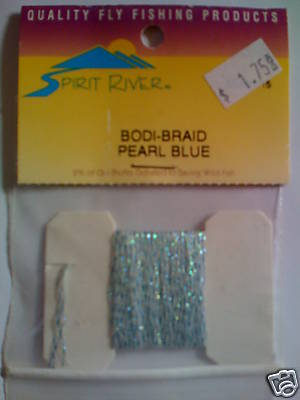 QUALITY FLY FISHING PRODUCTS
$ 1.75
SPIRIT RIVER
BODI-BRAID
PEARL BLUE